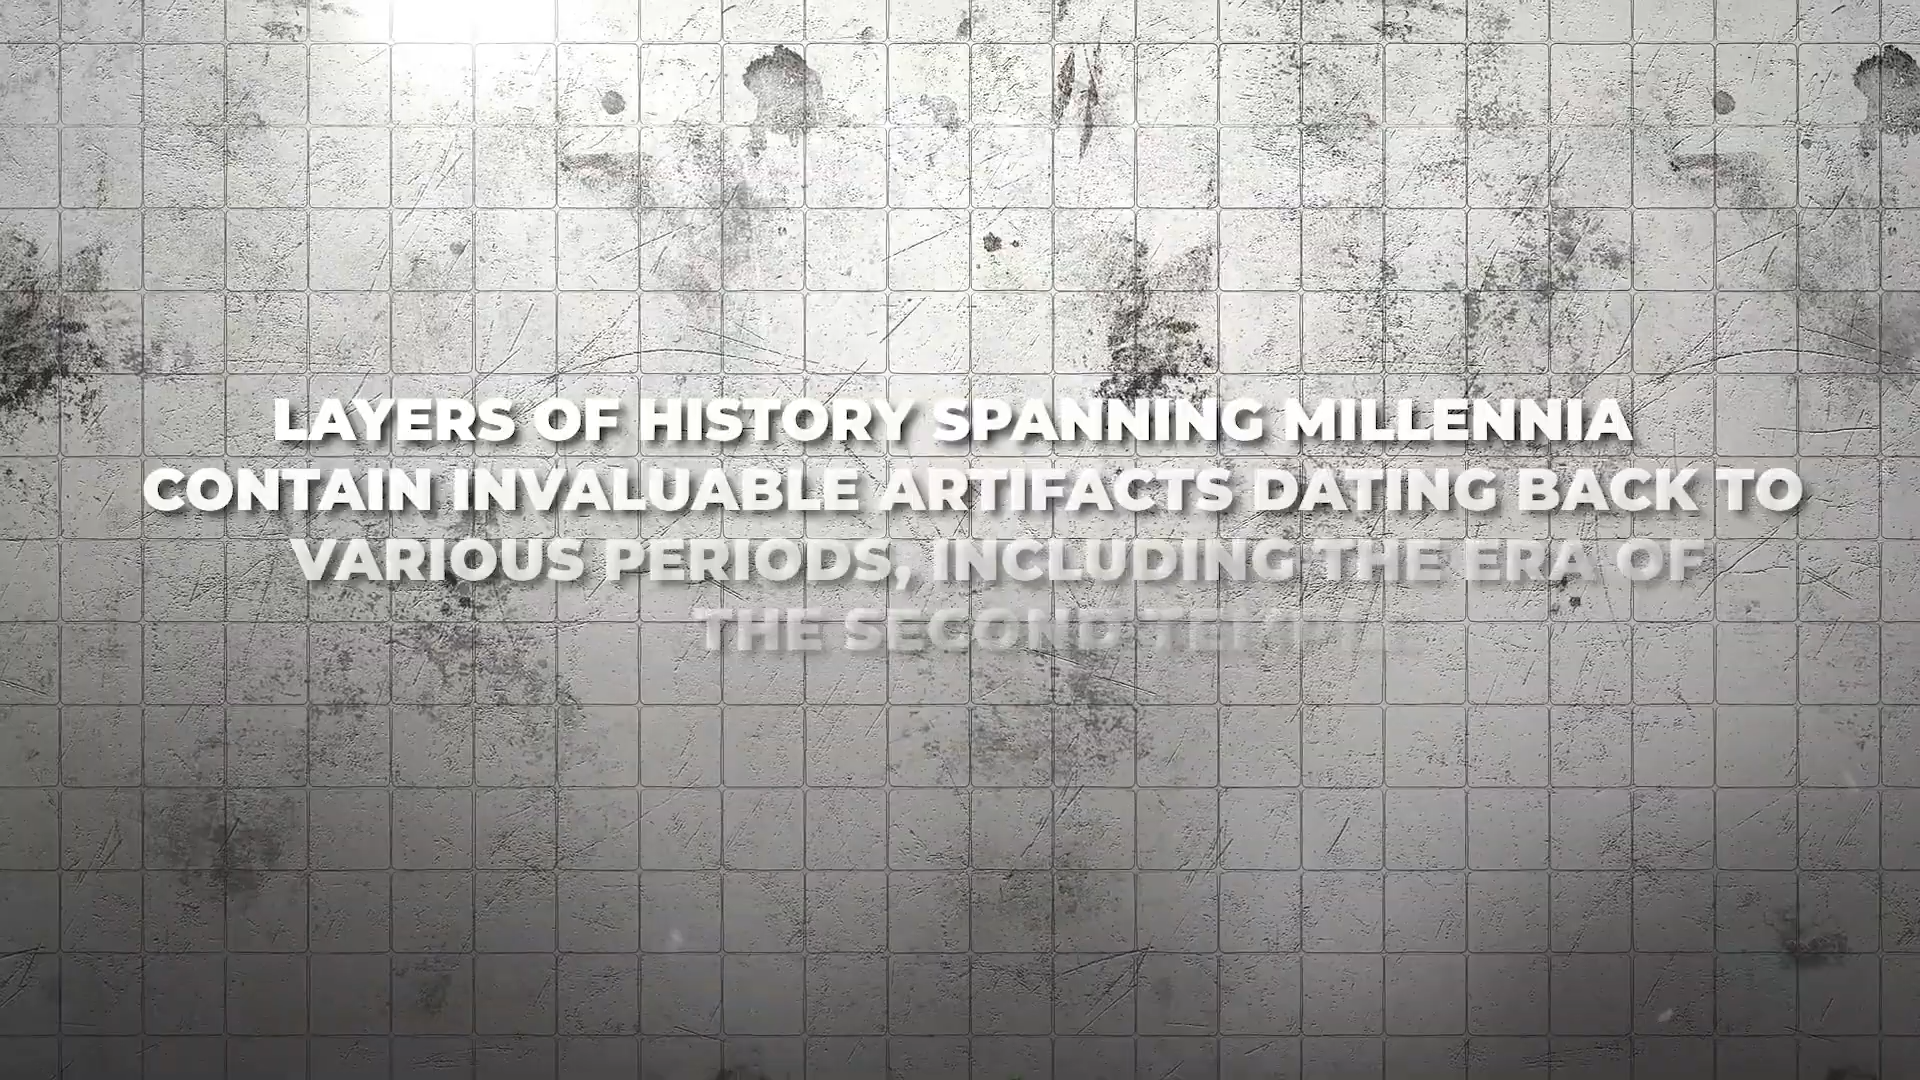 LAYERS OF HISTORY SPANNING MILLENNIA
CONTAIN INVALUABLE ARTIFACTS DATING BACK TO
VARIOUS PERIODS, INCLUDING THE ERA OF
THE SECOND